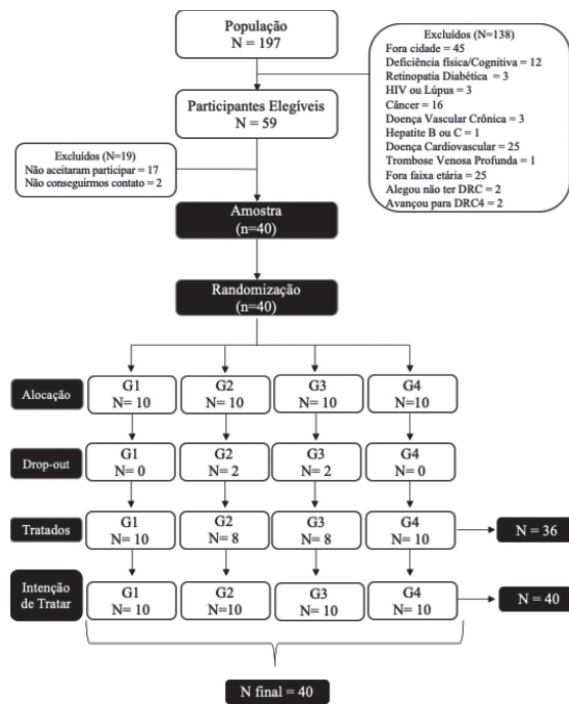 População
N = 197
Excluídos (N=138)
Fora cidade = 45
Deficiência física/Cognitiva = 12
Retinopatia Diabética = 3
HIV ou Lúpus = 3
Câncer = 16
Doença Vascular Crônica = 3
Hepatite B ou C = 1
Doença Cardiovascular = 25
Trombose Venosa Profunda = 1
Fora faixa etária = 25
Alegou não ter DRC = 2
Avançou para DRC4 = 2
Participantes Elegíveis
N = 59
Excluídos (N=19)
Não aceitaram participar = 17
Não conseguirmos contato = 2
Amostra
(n=40)
Randomização
(n=40)
Alocação
G1
N= 10
G2
N= 10
G3
N= 10
G4
N=10
Drop-out
G1
N= 0
G2
N= 2
G3
N= 2
G4
N= 0
Tratados
G1
N= 10
G2
N= 8
G3
N= 8
G4
N= 10
N = 36
Intenção
de Tratar
G1
N= 10
G2
N=10
G3
N= 10
G4
N= 10
N = 40
N final = 40